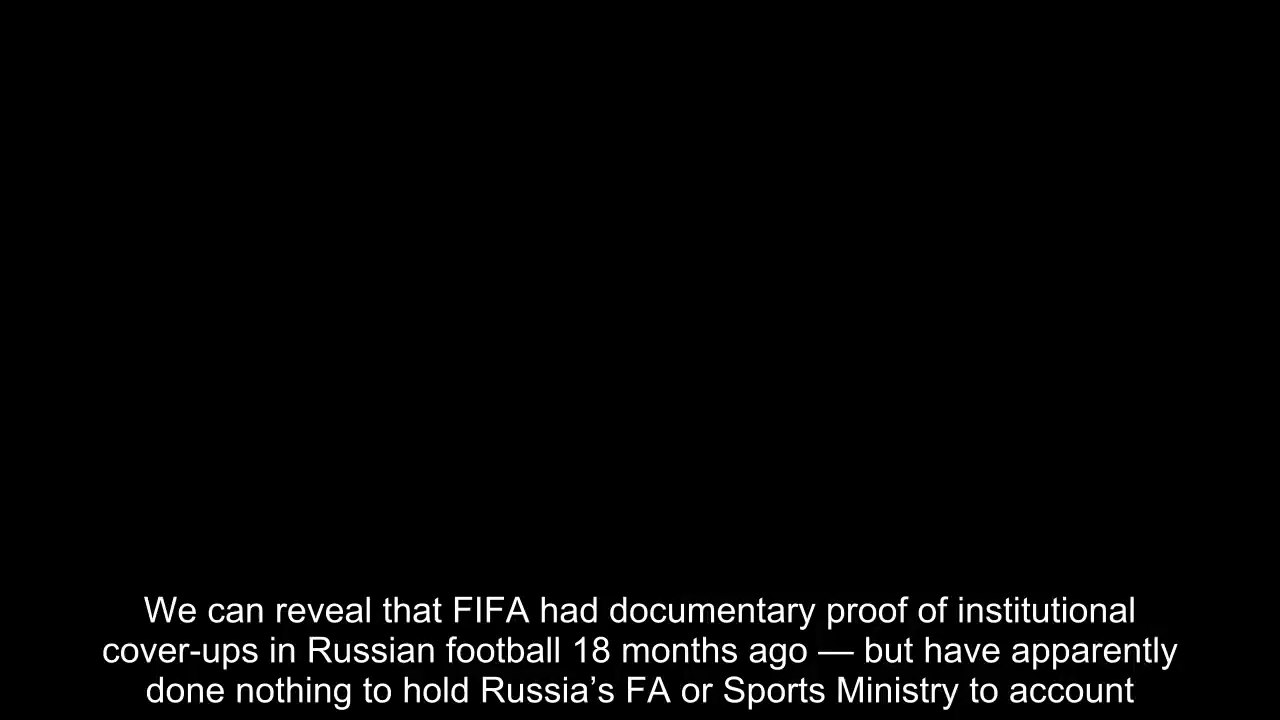 We can reveal that FIFA had documentary proof of institutional
cover-ups in Russian football 18 months ago — but have apparently
done nothing to hold Russia’s FA or Sports Ministry to account